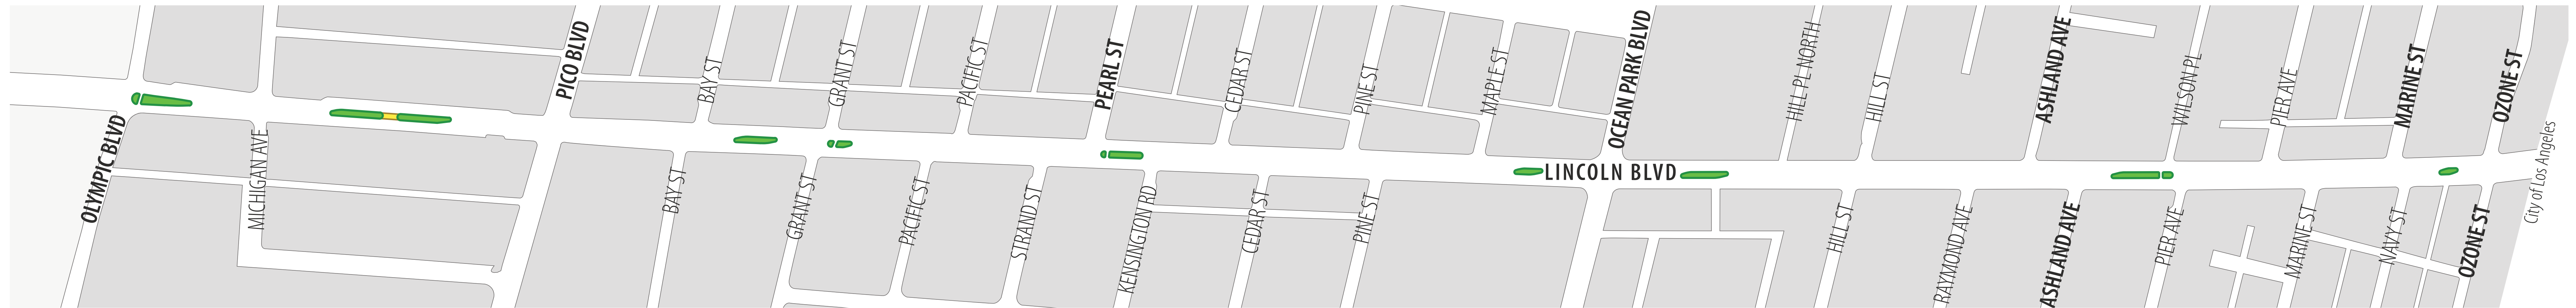 OLYMPIC BLVD
MICHIGAN AVE
PICO BLVD
BAY ST
GRANT ST
PACIFIC ST
PEARL ST
CEDAR ST
PINE ST
MAPLE ST
OCEAN PARK BLVD
HILL PL NORTH
HILL ST
ASHLAND AVE
WILSON PL
PIER AVE
MARINE ST
OZONE ST
City of Los Angeles
LINCOLN BLVD
BAY ST
GRANT ST
PACIFIC ST
STRAND ST
KENSINGTON RD
CEDAR ST
PINE ST
HILL ST
RAYMOND AVE
ASHLAND AVE
PIER AVE
MARINE ST
NAVY ST
OZONE ST